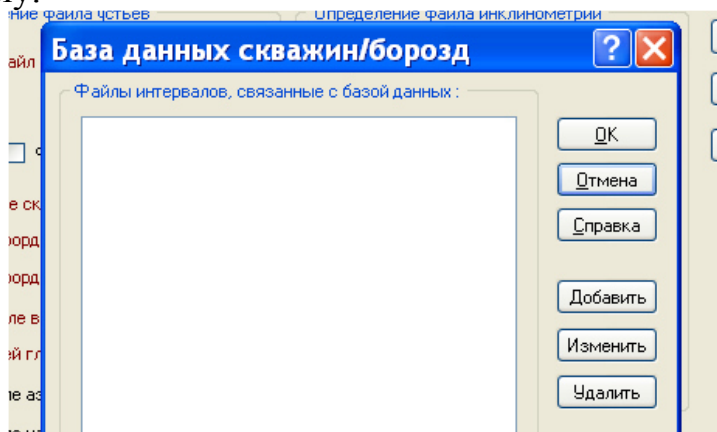 Определение файла инклинометрии
База данных скважин/борозд
Файлы интервалов, связанные с базой данных :
OK
Отмена
Справка
Добавить
Изменить
Удалить